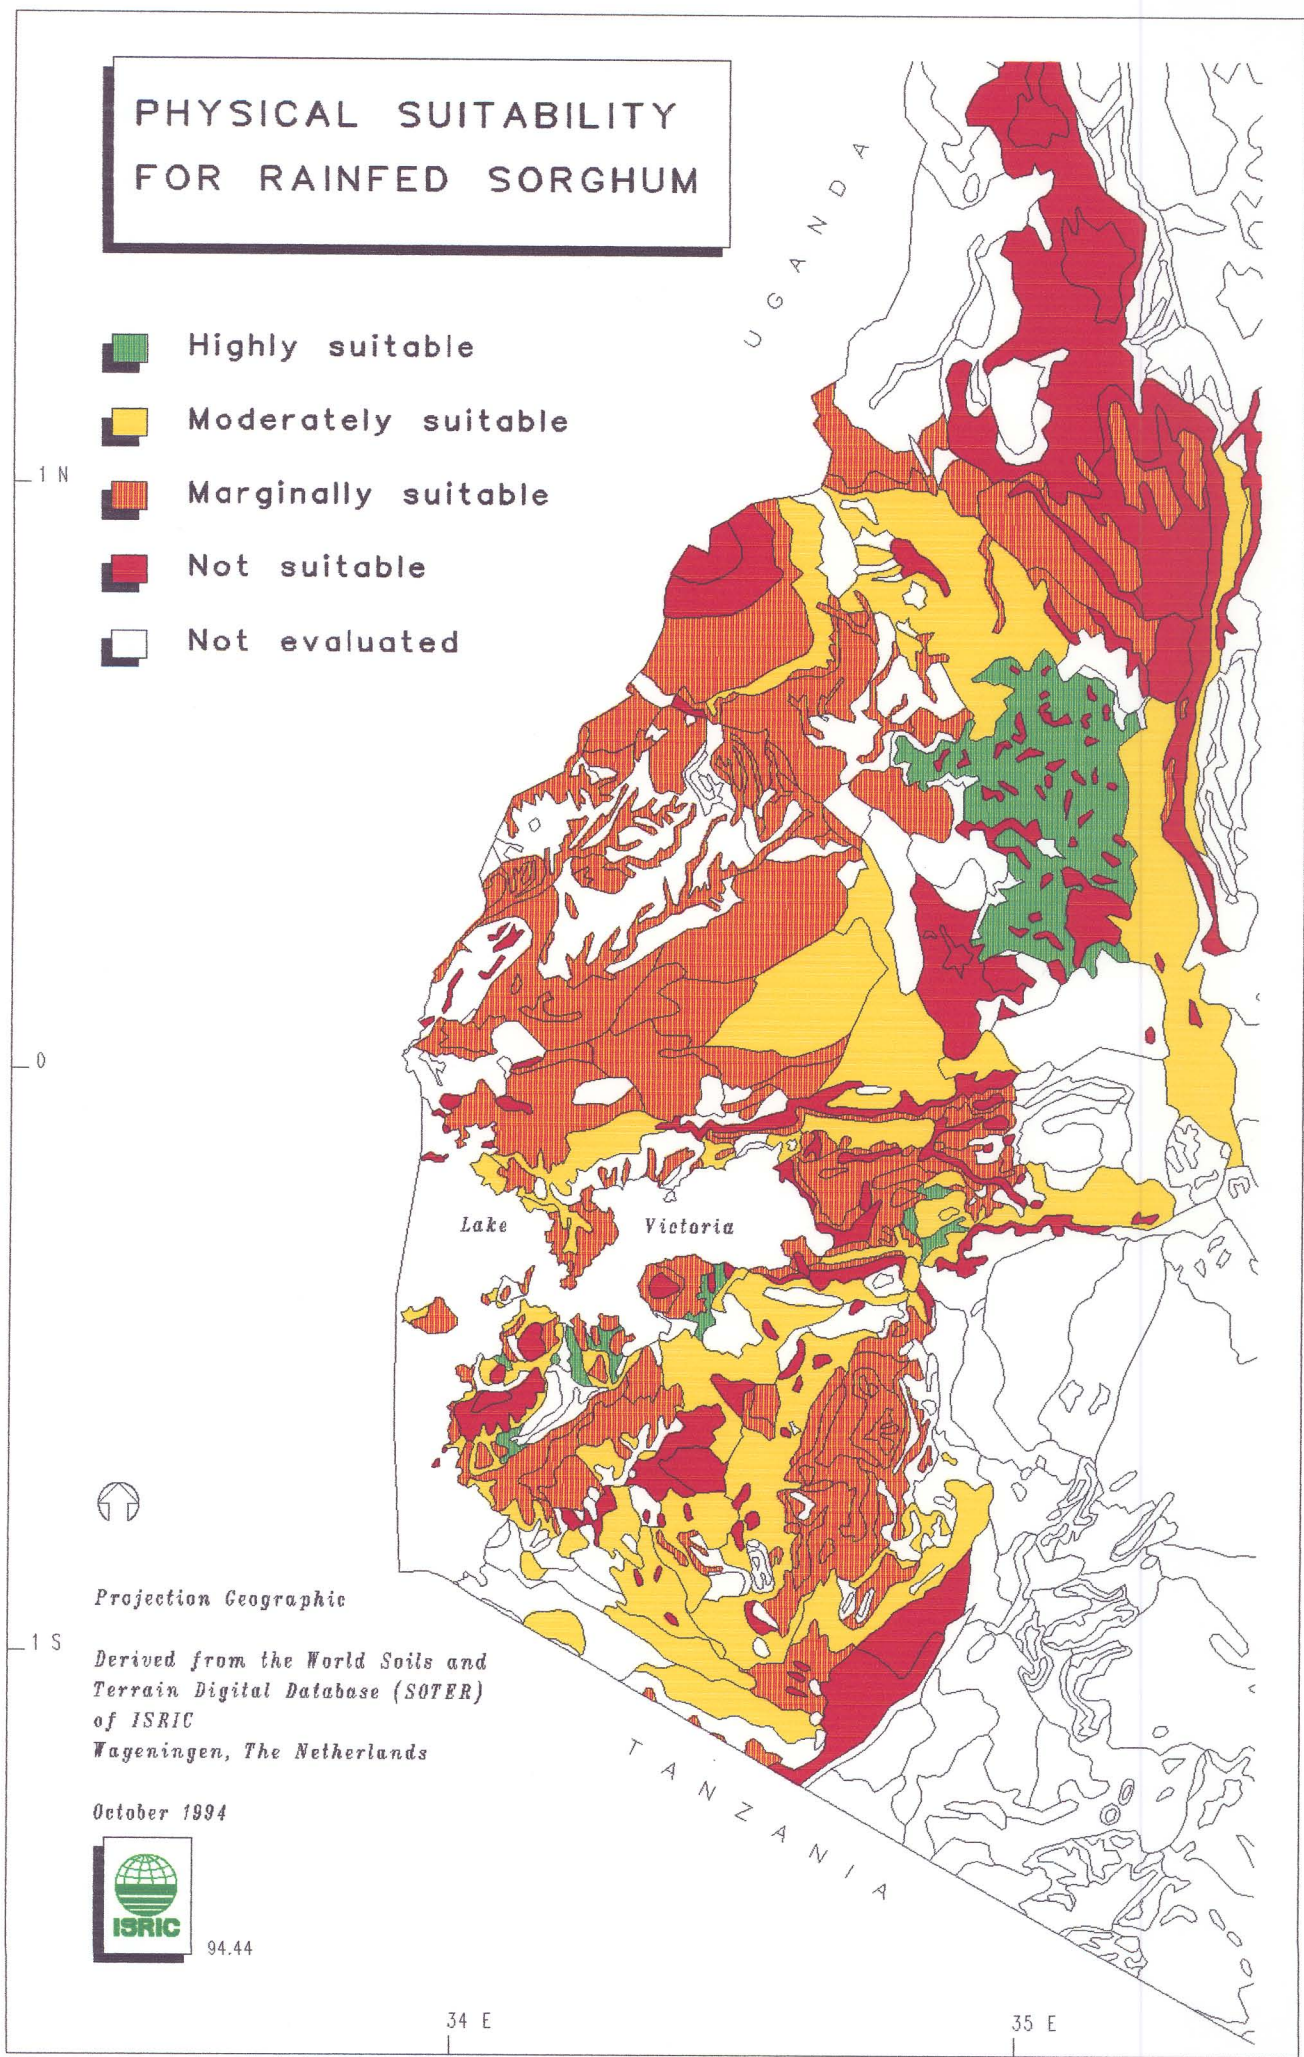 PHYSICAL SUITABILITY
FOR RAINFED SORGHUM
UGANDA
Highly suitable
Moderately suitable
1 N
Marginally suitable
Not suitable
Not evaluated
0
Lake Victoria
Projection Geographic
1 S
Derived from the World Soils and
Terrain Digital Database (SOTER)
of ISRIC
Wageningen, The Netherlands
TANZANIA
October 1994
ISRIC
94.44
34 E
35 E